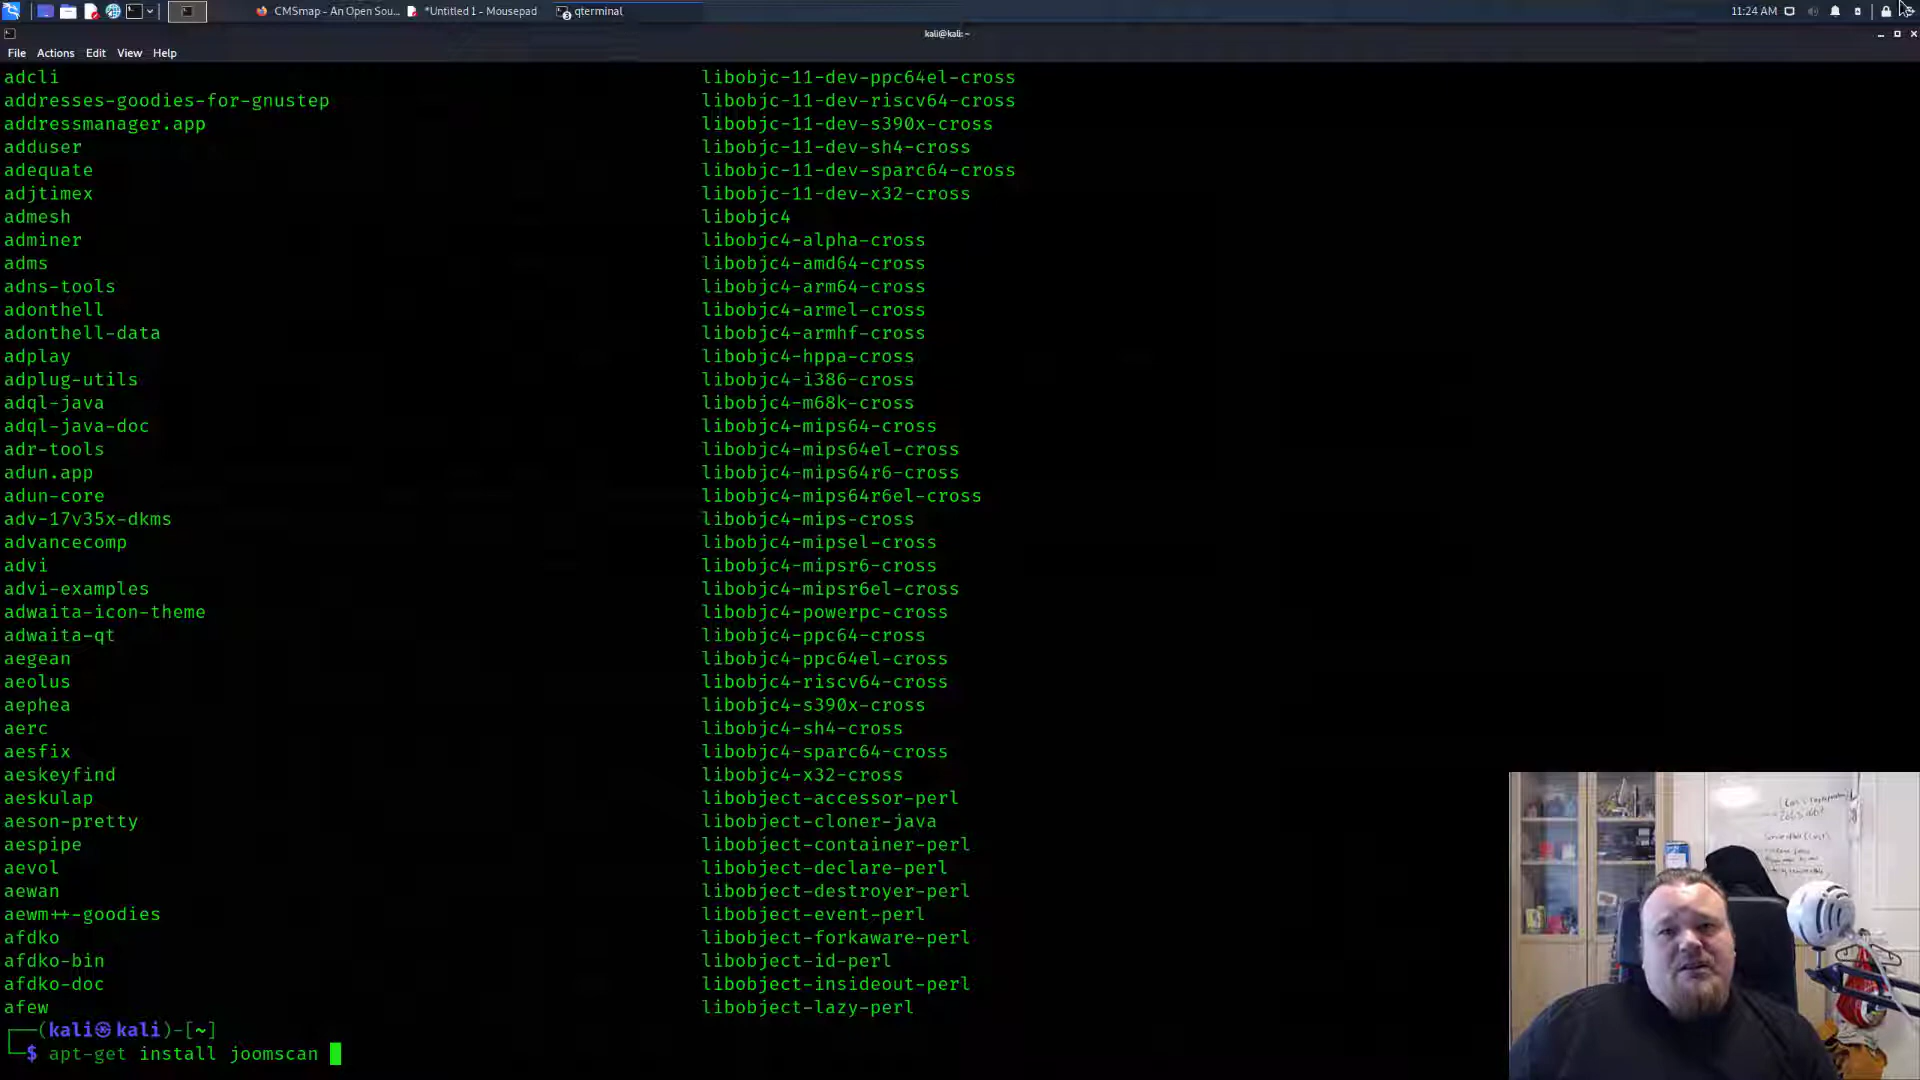 CMSmap - An Open Sou...
*Untitled 1 - Mousepad
qterminal
11:24 AM
kali@kali: ~
File Actions Edit View Help
adcli libobjc-11-dev-ppc64el-cross
addresses-goodies-for-gnustep libobjc-11-dev-riscv64-cross
addressmanager.app libobjc-11-dev-s390x-cross
adduser libobjc-11-dev-sh4-cross
adequate libobjc-11-dev-sparc64-cross
adjtimex libobjc-11-dev-x32-cross
admesh libobjc4
adminer libobjc4-alpha-cross
adms libobjc4-amd64-cross
adns-tools libobjc4-arm64-cross
adonthell libobjc4-armel-cross
adonthell-data libobjc4-armhf-cross
adplay libobjc4-hppa-cross
adplug-utils libobjc4-i386-cross
adql-java libobjc4-m68k-cross
adql-java-doc libobjc4-mips64-cross
adr-tools libobjc4-mips64el-cross
adun.app libobjc4-mips64r6-cross
adun-core libobjc4-mips64r6el-cross
adv-17v35x-dkms libobjc4-mips-cross
advancecomp libobjc4-mipsel-cross
advi libobjc4-mipsr6-cross
advi-examples libobjc4-mipsr6el-cross
adwaita-icon-theme libobjc4-powerpc-cross
adwaita-qt libobjc4-ppc64-cross
aegean libobjc4-ppc64el-cross
aeolus libobjc4-riscv64-cross
aephea libobjc4-s390x-cross
aerc libobjc4-sh4-cross
aesfix libobjc4-sparc64-cross
aeskeyfind libobjc4-x32-cross
aeskulap libobject-accessor-perl
aeson-pretty libobject-cloner-java
aespipe libobject-container-perl
aevol libobject-declare-perl
aewan libobject-destroyer-perl
aewm++-goodies libobject-event-perl
afdko libobject-forkaware-perl
afdko-bin libobject-id-perl
afdko-doc libobject-insideout-perl
afew libobject-lazy-perl
(kali㉿kali)-[~]
$ apt-get install joomscan